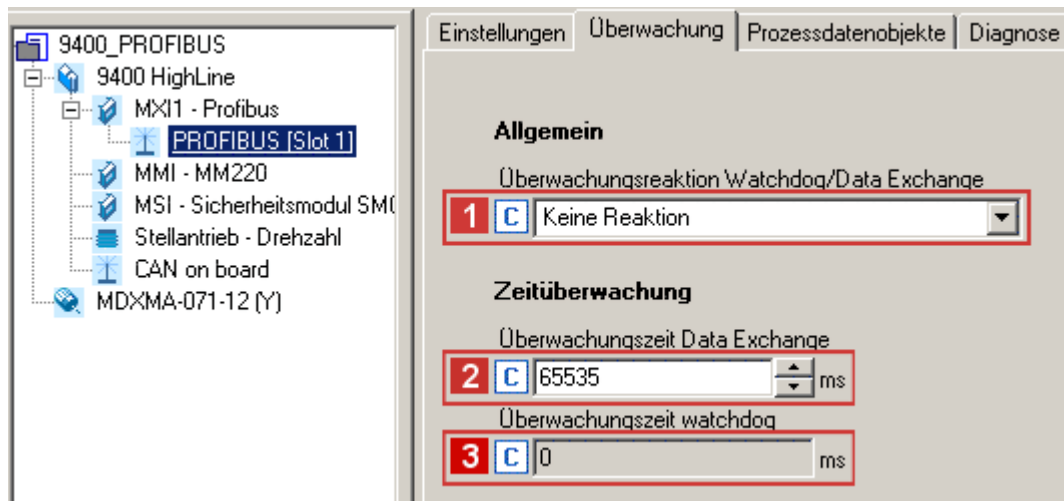 9400_PROFIBUS
9400 HighLine
MXI1 - Profibus
PROFIBUS [Slot 1]
MMI - MM220
MSI - Sicherheitsmodul SM(
Stellantrieb - Drehzahl
CAN on board
MDXMA-071-12 (Y)
Einstellungen Überwachung Prozessdatenobjekte Diagnose
Allgemein
Überwachungsreaktion Watchdog/Data Exchange
1 C Keine Reaktion
Zeitüberwachung
Überwachungszeit Data Exchange
2 C 65535 ms
Überwachungszeit watchdog
3 C 0 ms